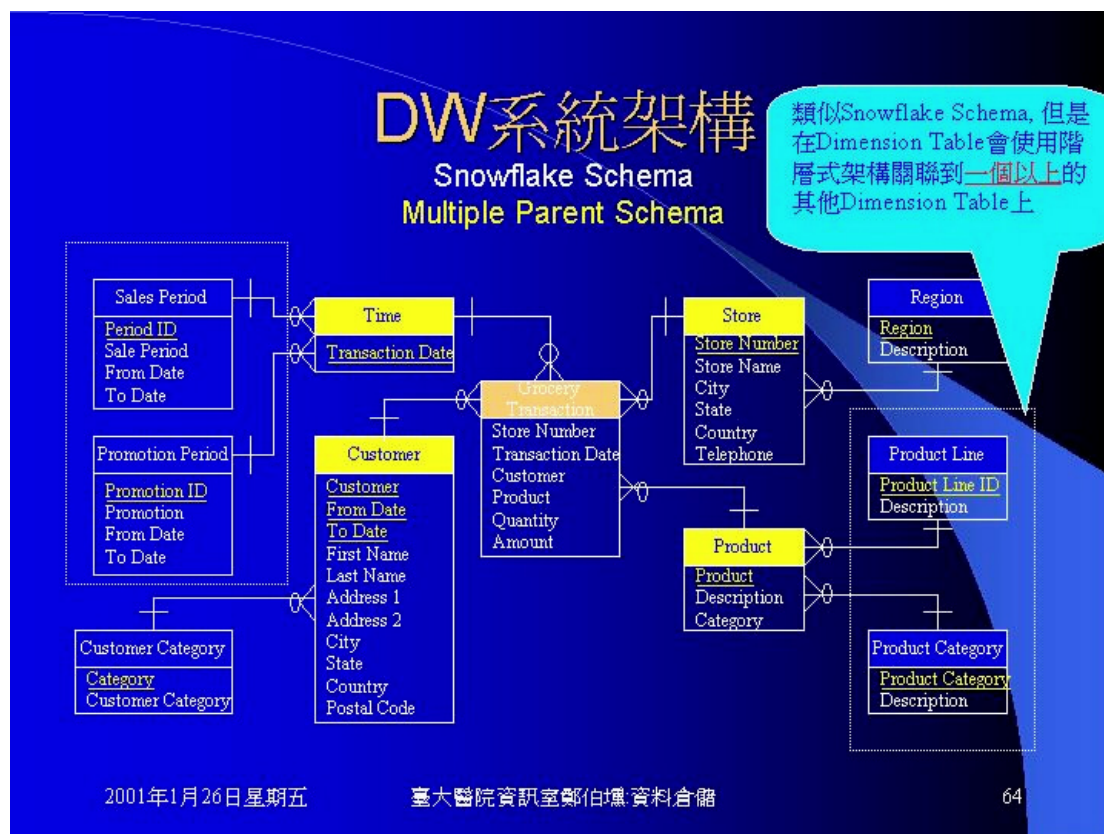 DW系統架構
Snowflake Schema
Multiple Parent Schema
類似Snowflake Schema, 但是
在Dimension Table會使用階
層式架構關聯到一個以上的
其他Dimension Table上
Sales Period
Period ID
Sale Period
From Date
To Date
Promotion Period
Promotion ID
Promotion
From Date
To Date
Customer Category
Category
Customer Category
Time
Transaction Date
Customer
Customer
From Date
To Date
First Name
Last Name
Address 1
Address 2
City
State
Country
Postal Code
Grocery
Transaction
Store Number
Transaction Date
Customer
Product
Quantity
Amount
Store
Store Number
Store Name
City
State
Country
Telephone
Product
Product
Description
Category
Region
Region
Description
Product Line
Product Line ID
Description
Product Category
Product Category
Description
2001年1月26日星期五
臺大醫院資訊室鄭伯壎:資料倉儲
64